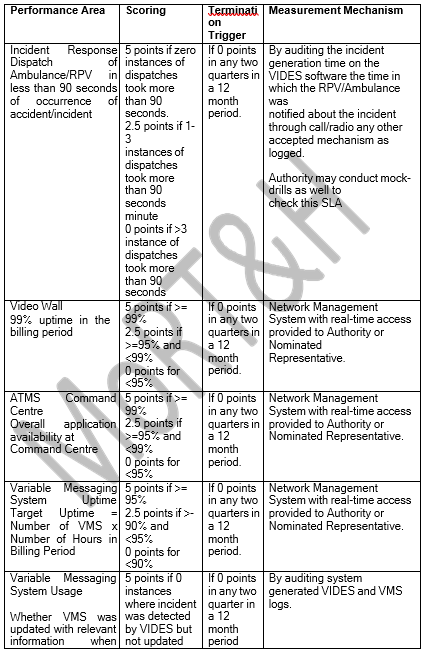 Performance Area
Scoring
Terminati
on
Trigger
Measurement Mechanism
Incident Response
Dispatch of
Ambulance/RPV in
less than 90 seconds
of occurrence of
accident/incident
5 points if zero
instances of
dispatches
took more
than 90
seconds.
2.5 points if 1-
3
instances of
dispatches
took more
than 90
seconds
minute
0 points if >3
instance of
dispatches
took more
than 90
seconds
If 0 points
in any two
quarters in
a 12
month
period.
By auditing the incident
generation time on the
VIDES software the time in
which the RPV/Ambulance
was
notified about the incident
through call/radio any other
accepted mechanism as
logged.
Authority may conduct mock-
drills as well to
check this SLA
Video Wall
99% uptime in the
billing period
5 points if >=
99%
2.5 points if
>=95% and
<99%
0 points for
<95%
If 0 points
in any two
quarters in
a 12
month
period.
Network Management
System with real-time access
provided to Authority or
Nominated
Representative.
ATMS Command
Centre
Overall application
availability at
Command Centre
5 points if >=
99%
2.5 points if
>=95% and
<99%
0 points for
<95%
If 0 points
in any two
quarters in
a 12
month
period.
Network Management
System with real-time access
provided to Authority or
Nominated Representative.
Variable Messaging
System Uptime
Target Uptime =
Number of VMS x
Number of Hours in
Billing Period
5 points if >=
95%
2.5 points if >-
90% and
<95%
0 points for
<90%
If 0 points
in any two
quarters in
a 12
month
period.
Network Management
System with real-time access
provided to Authority or
Nominated Representative.
Variable Messaging
System Usage
Whether VMS was
updated with relevant
information when
5 points if 0
instances
where incident
was detected
by VIDES but
not updated
If 0 points
in any two
quarter in
a 12
month
period
By auditing system
generated VIDES and VMS
logs.
MoRT&H